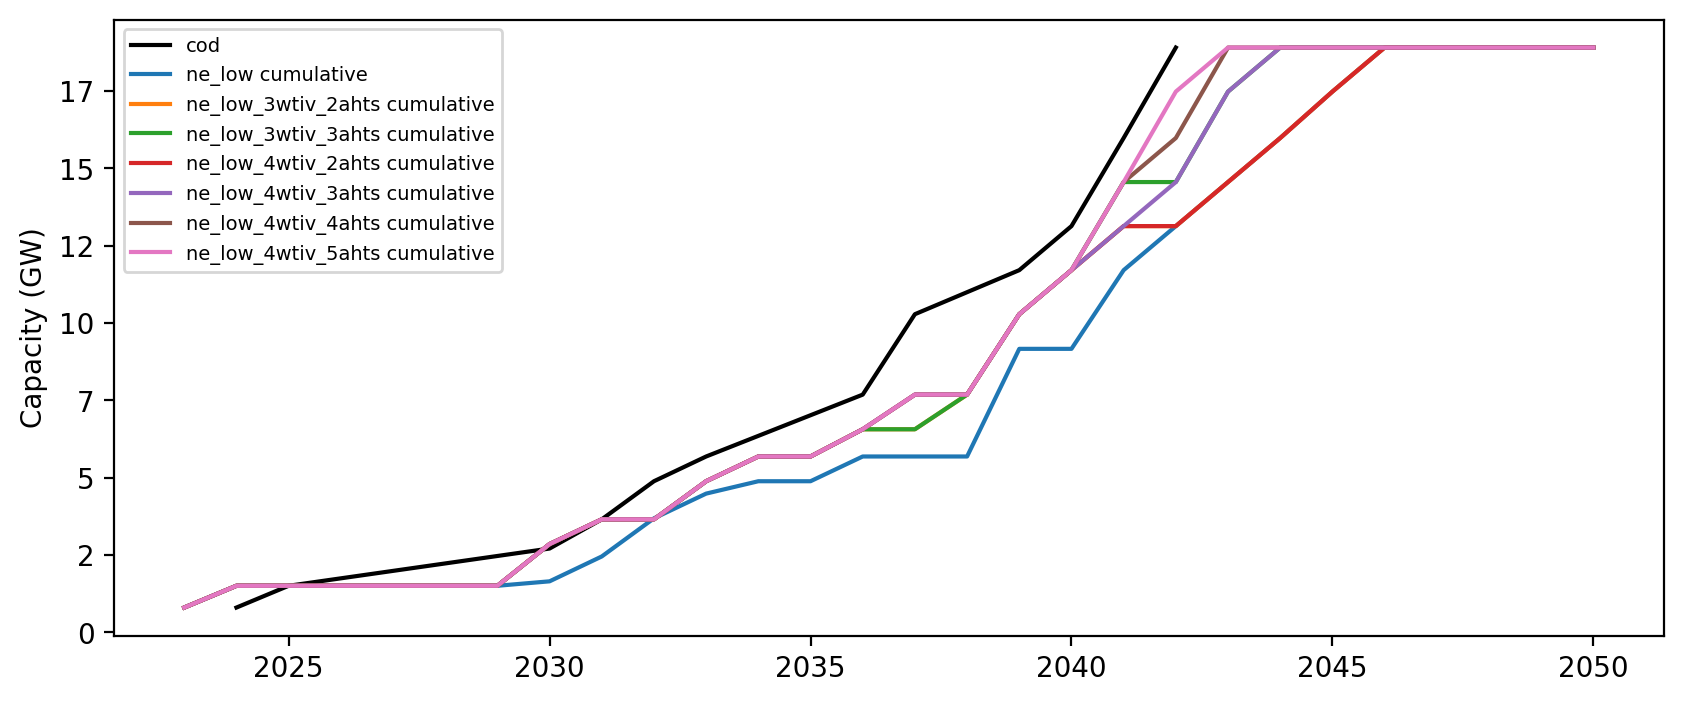 cod
ne_low cumulative
ne_low_3wtiv_2ahts cumulative
ne_low_3wtiv_3ahts cumulative
ne_low_4wtiv_2ahts cumulative
ne_low_4wtiv_3ahts cumulative
ne_low_4wtiv_4ahts cumulative
ne_low_4wtiv_5ahts cumulative
Capacity (GW)
17
15
12
10
7
5
2
0
2025 2030 2035 2040 2045 2050